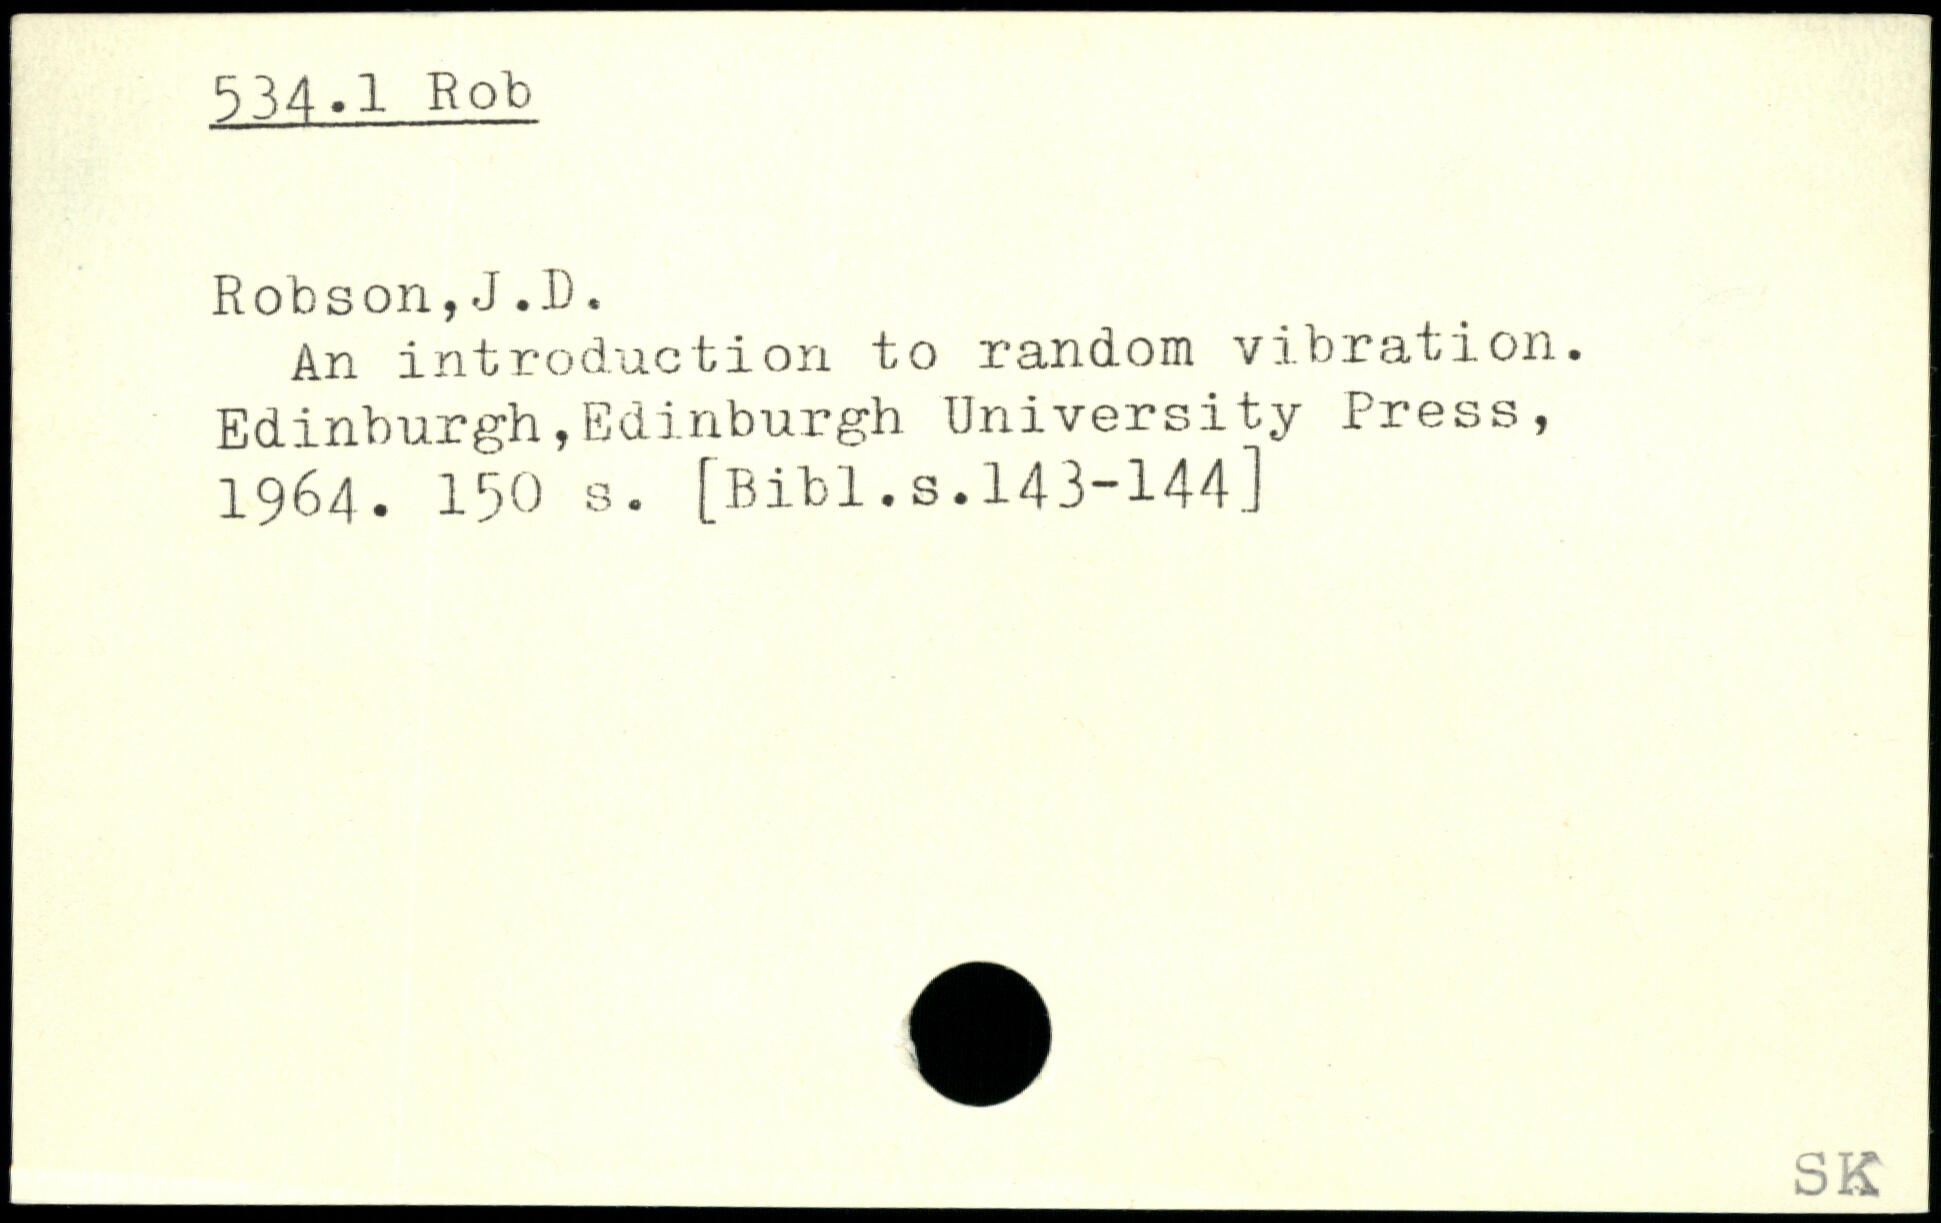 534.1 Rob
Robson,J.D.
An introduction to random vibration.
Edinburgh,Edinburgh University Press,
1964. 150 s. [Bibl.s.143-144]
SK